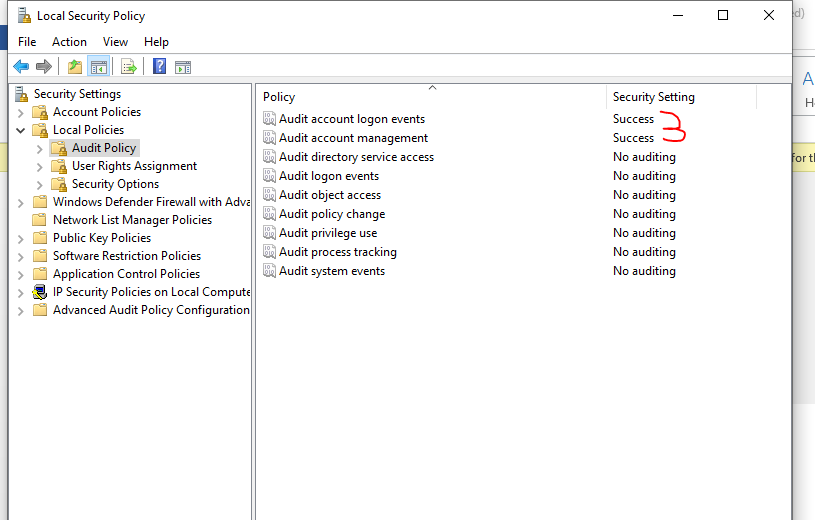 Local Security Policy
ed)
File Action View Help
Security Settings
Account Policies
Local Policies
Audit Policy
User Rights Assignment
Security Options
Windows Defender Firewall with Adva
Network List Manager Policies
Public Key Policies
Software Restriction Policies
Application Control Policies
IP Security Policies on Local Compute
Advanced Audit Policy Configuration
Policy Security Setting
Audit account logon events Success
Audit account management Success
Audit directory service access No auditing
Audit logon events No auditing
Audit object access No auditing
Audit policy change No auditing
Audit privilege use No auditing
Audit process tracking No auditing
Audit system events No auditing
A
He
for th